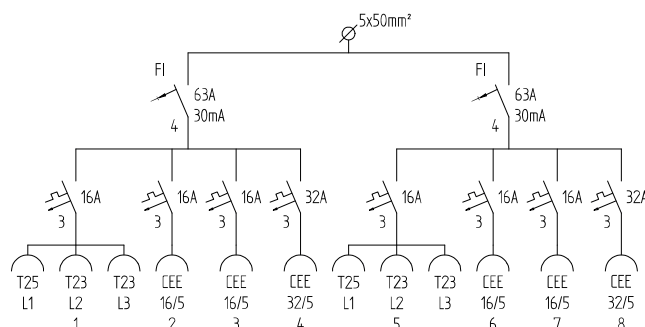 5x50mm²
FI
63A
30mA
4
FI
63A
30mA
4
16A
3
16A
3
16A
3
32A
3
16A
3
16A
3
16A
3
32A
3
T25 T23 T23 CEE CEE CEE T25 T23 T23 CEE CEE CEE
L1 L2 L3 16/5 16/5 32/5 L1 L2 L3 16/5 16/5 32/5
1 2 3 4 5 6 7 8